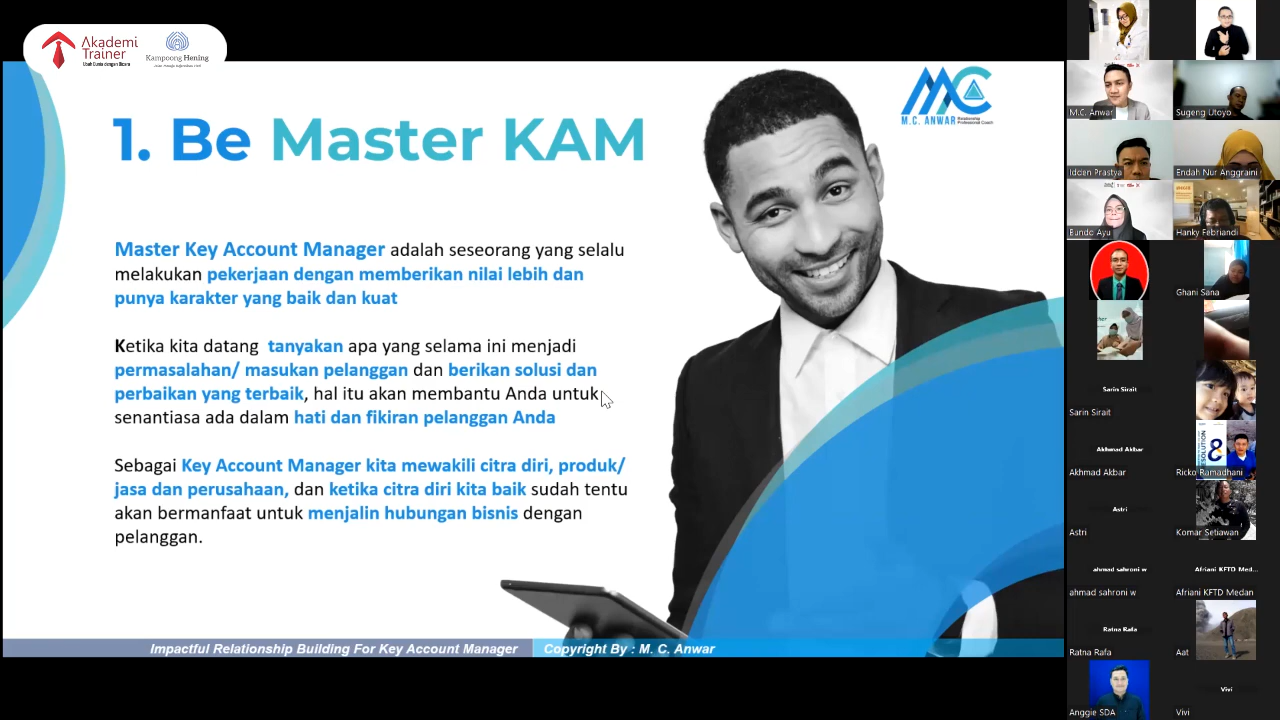 Akademi
Trainer
Ubah Dunia dengan Bicara
Kampoong Hening
M.C. ANWAR
Relationship
Professional Coach
1. Be Master KAM
Master Key Account Manager adalah seseorang yang selalu
melakukan pekerjaan dengan memberikan nilai lebih dan
punya karakter yang baik dan kuat
Ketika kita datang tanyakan apa yang selama ini menjadi
permasalahan/ masukan pelanggan dan berikan solusi dan
perbaikan yang terbaik, hal itu akan membantu Anda untuk
senantiasa ada dalam hati dan fikiran pelanggan Anda
Sebagai Key Account Manager kita mewakili citra diri, produk/
jasa dan perusahaan, dan ketika citra diri kita baik sudah tentu
akan bermanfaat untuk menjalin hubungan bisnis dengan
pelanggan.
Impactful Relationship Building For Key Account Manager
Copyright By : M. C. Anwar
M.C. Anwar
Sugeng Utoyo
Idden Prastya
Endah Nur Anggraini
Eundo Ayu
Hanky Febriandi
Ghani Sana
Sarin Sirait
Sarin Sirait
Akhmad Akbar
Akhmad Akbar
8
Ricko Ramadhani
Astri
Astri
Komar Setiawan
ahmad sahroni w
ahmad sahroni w
Afriani KFTD Med...
Afriani KFTD Medan
Ratna Rafa
Ratna Rafa
Aat
Anggie SDA
Vivi
Vivi